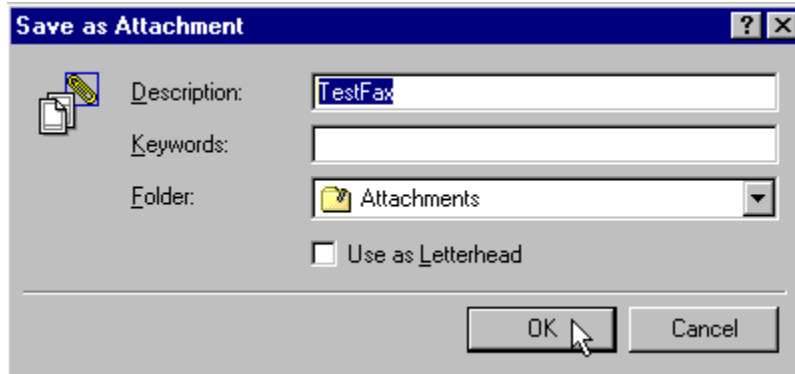 Save as Attachment
Description: TestFax
Keywords:
Folder: Attachments
Use as Letterhead
OK Cancel